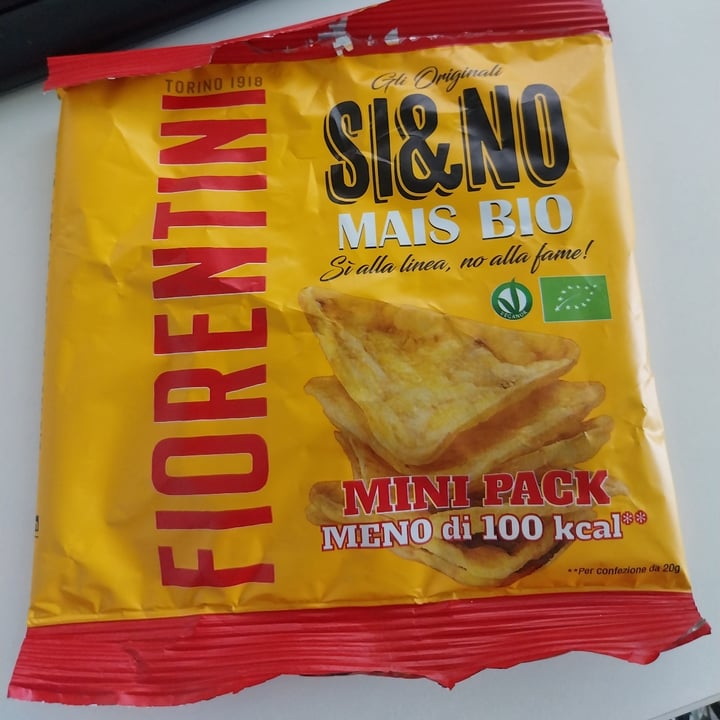 TORINO 1918
FIORENTINI
Gli Originali
SI&NO
MAIS BIO
Sì alla linea, no alla fame!
VEGANOK
MINI PACK
MENO di 100 kcal**
**Per confezione da 20g